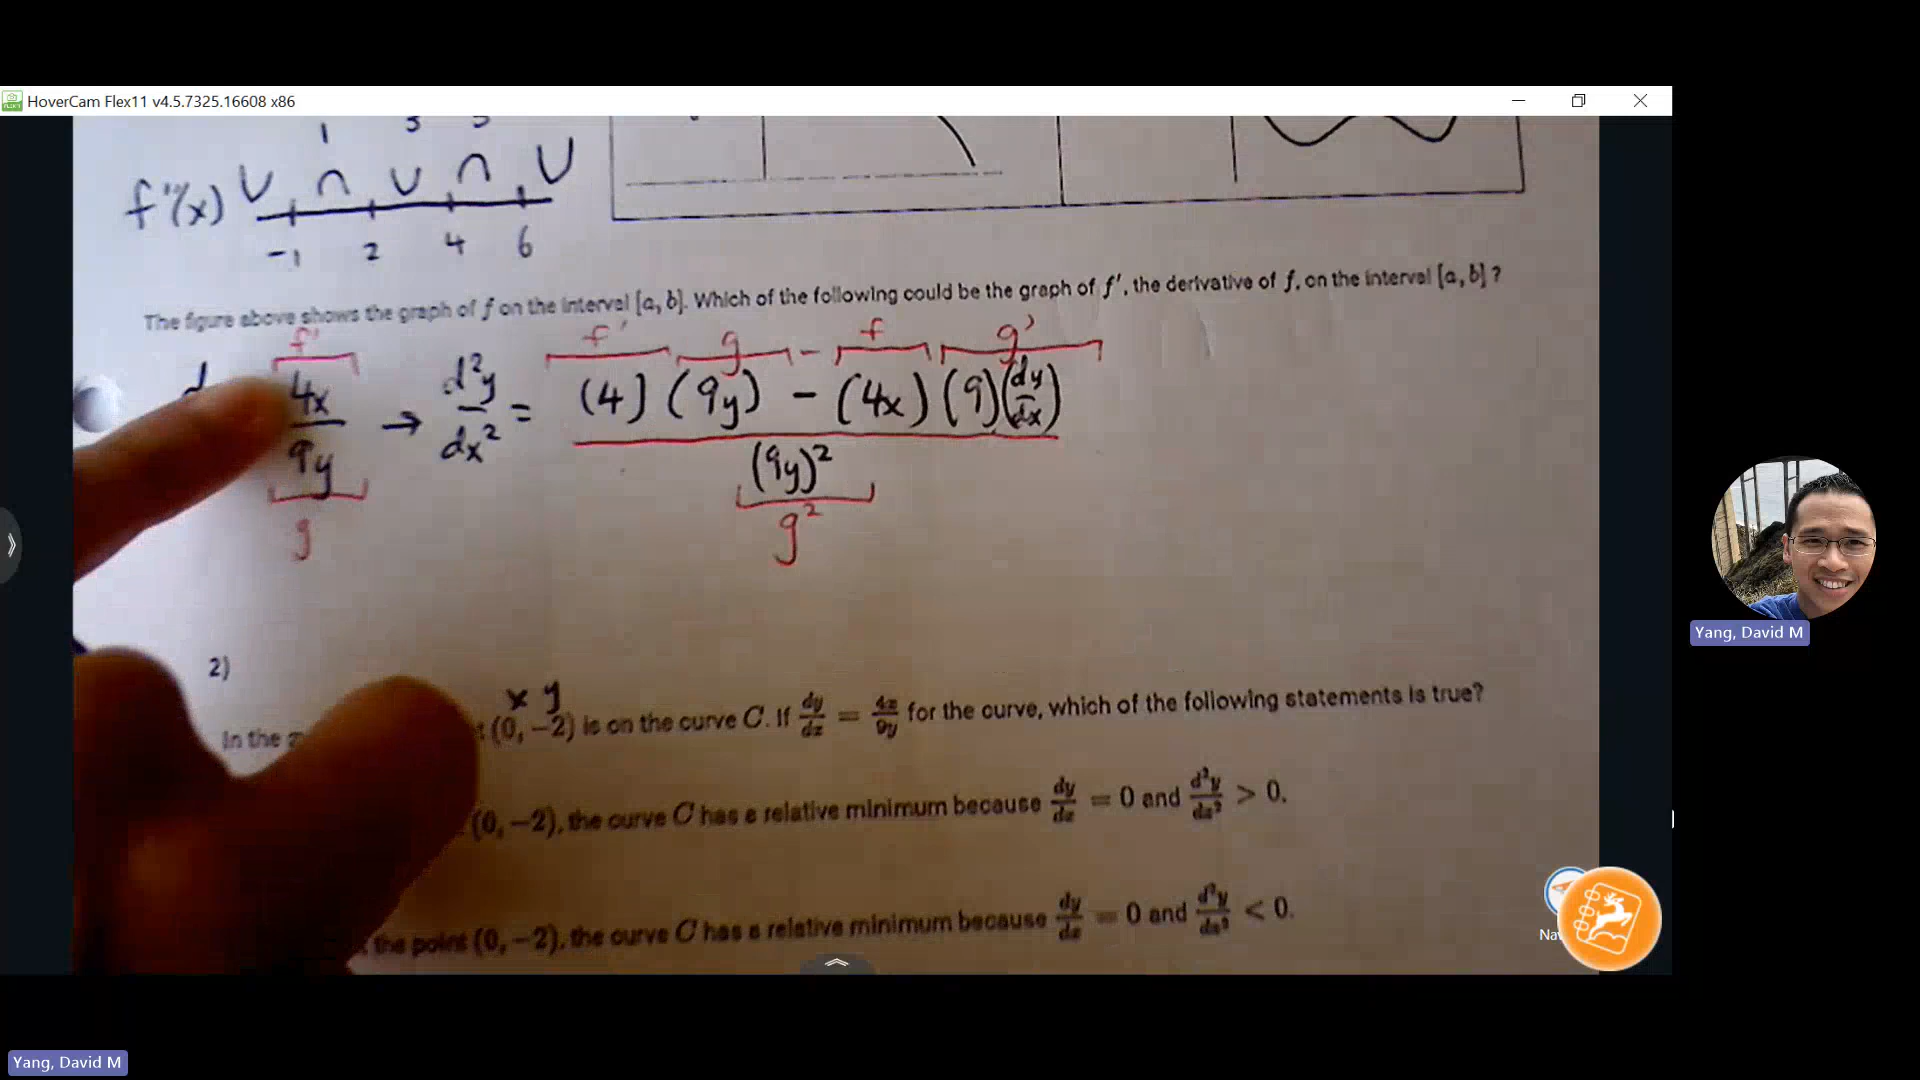 HoverCam Flex11 v4.5.7325.16608 x86
f''(x) ∪ ∩ ∪ ∩ ∪
-1 2 4 6
The figure above shows the graph of f on the interval [a, b]. Which of the following could be the graph of f', the derivative of f, on the interval [a, b] ?
f' f' g - f g'
4x/9y → d²y/dx² = (4)(9y) - (4x)(9)(dy/dx) / (9y)²
g g²
2)
x y
In the (0, -2) is on the curve C. If dy/dx = 4x/9y for the curve, which of the following statements is true?
(0, -2), the curve C has a relative minimum because dy/dx = 0 and d²y/dx² > 0.
the point (0, -2), the curve C has a relative minimum because dy/dx = 0 and d²y/dx² < 0.
Yang, David M
Yang, David M